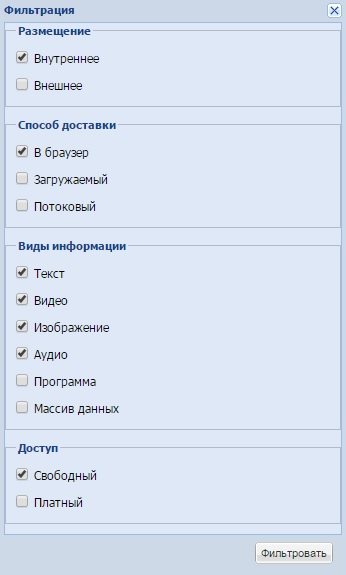 Фильтрация
Размещение
Внутреннее
Внешнее
Способ доставки
В браузер
Загружаемый
Потоковый
Виды информации
Текст
Видео
Изображение
Аудио
Программа
Массив данных
Доступ
Свободный
Платный
Фильтровать